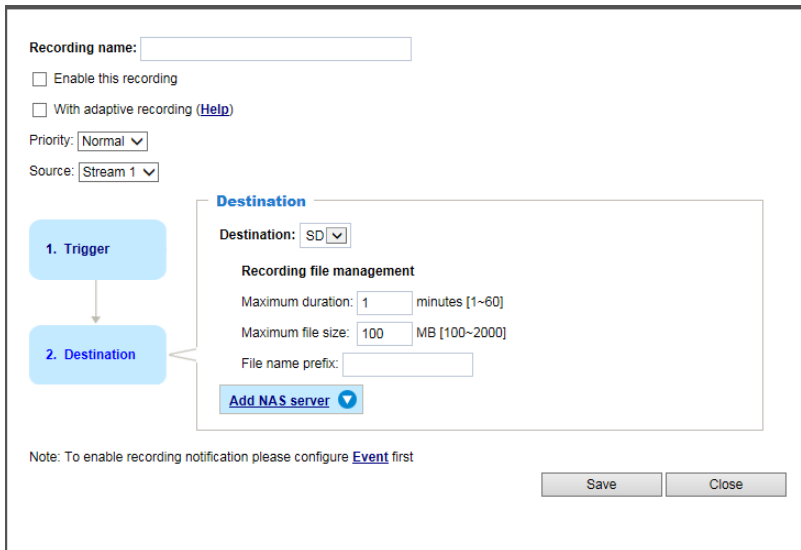 Recording name:
Enable this recording
With adaptive recording (Help)
Priority: Normal
Source: Stream 1
1. Trigger
2. Destination
Destination
Destination: SD
Recording file management
Maximum duration: 1 minutes [1~60]
Maximum file size: 100 MB [100~2000]
File name prefix:
Add NAS server
Note: To enable recording notification please configure Event first
Save Close